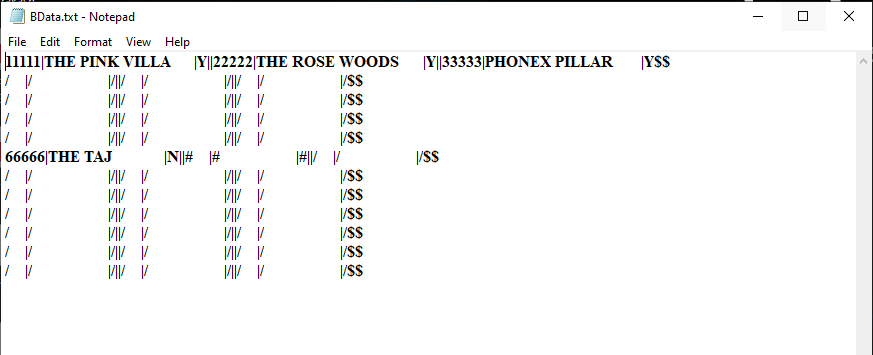 BData.txt - Notepad
File Edit Format View Help
11111|THE PINK VILLA |Y||22222|THE ROSE WOODS |Y||33333|PHONEX PILLAR |Y$$
/ |/ |/||/ |/ |/||/ |/ |/$$
/ |/ |/||/ |/ |/||/ |/ |/$$
/ |/ |/||/ |/ |/||/ |/ |/$$
/ |/ |/||/ |/ |/||/ |/ |/$$
66666|THE TAJ |N||# |# |#||/ |/ |/$$
/ |/ |/||/ |/ |/||/ |/ |/$$
/ |/ |/||/ |/ |/||/ |/ |/$$
/ |/ |/||/ |/ |/||/ |/ |/$$
/ |/ |/||/ |/ |/||/ |/ |/$$
/ |/ |/||/ |/ |/||/ |/ |/$$
/ |/ |/||/ |/ |/||/ |/ |/$$